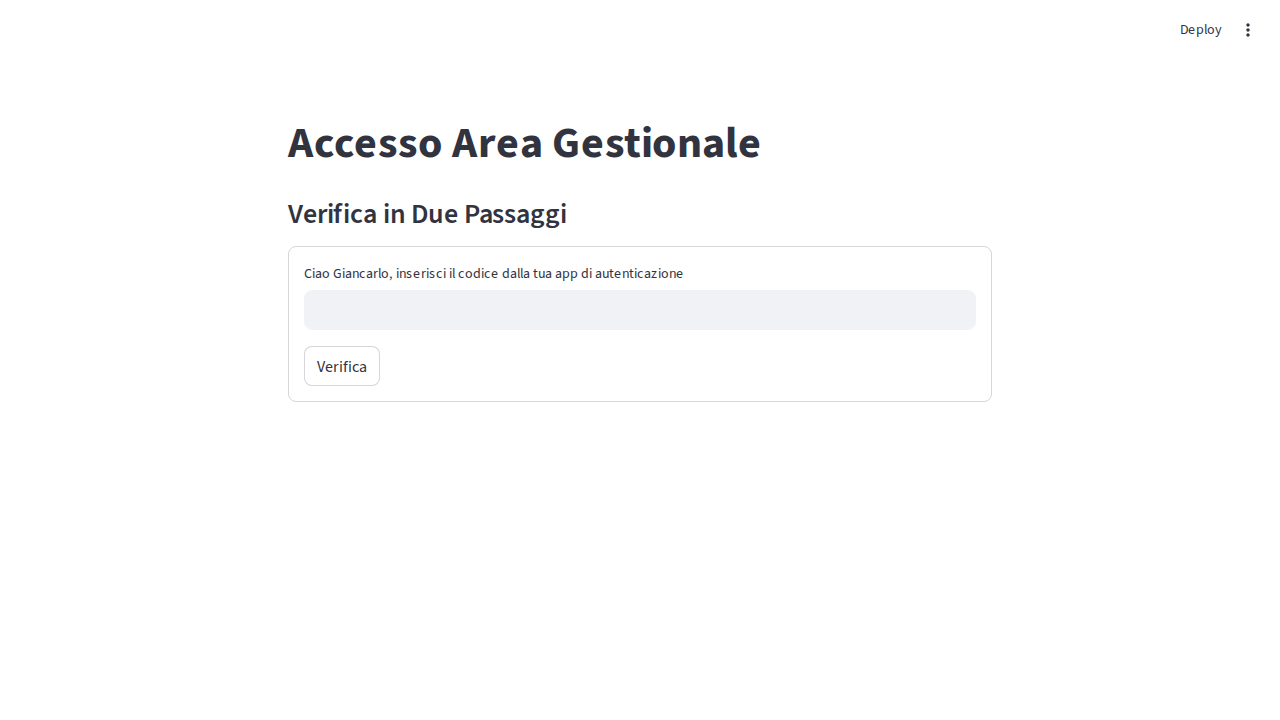 Deploy
Accesso Area Gestionale
Verifica in Due Passaggi
Ciao Giancarlo, inserisci il codice dalla tua app di autenticazione
Verifica